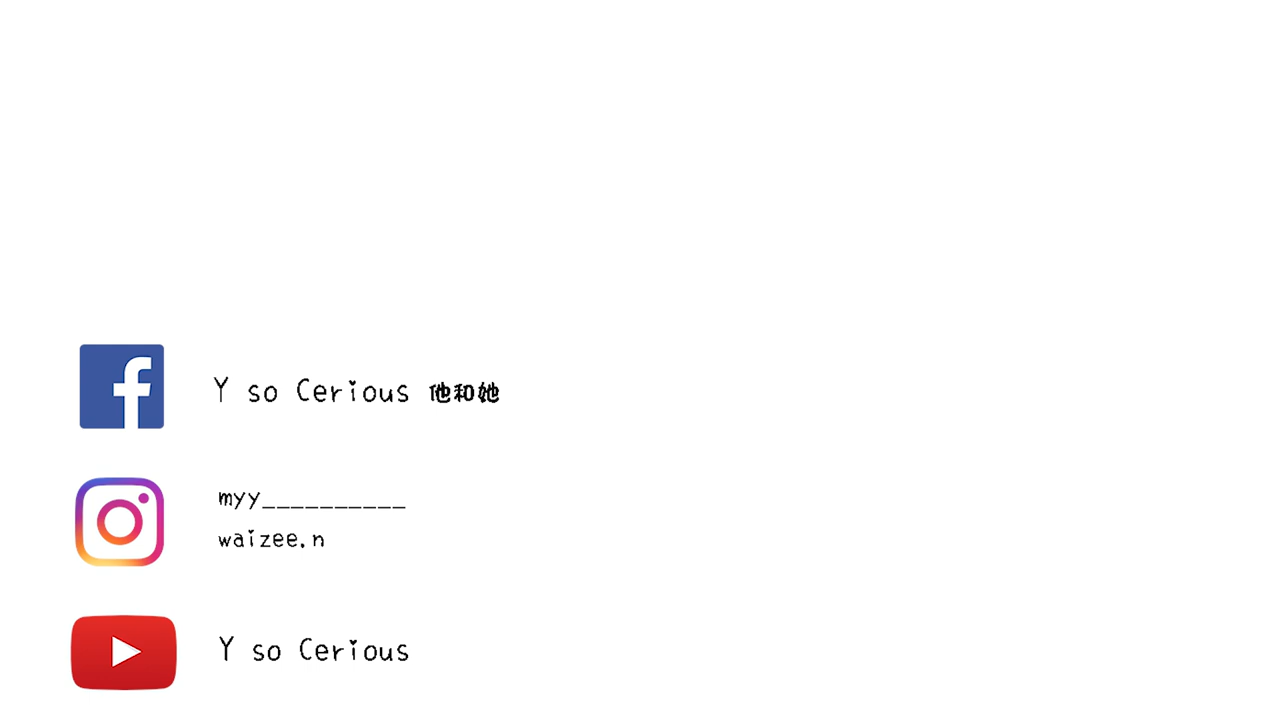 Y so Cerious 他和她
myy__________
waizee.n
Y so Cerious